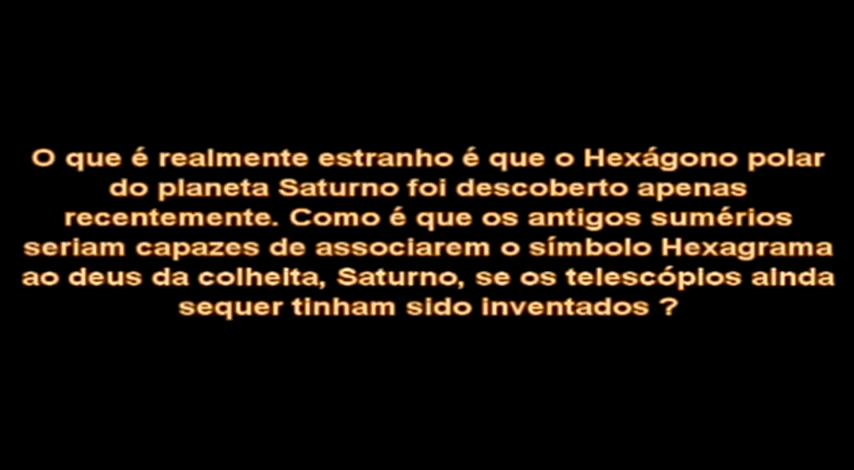 O que é realmente estranho é que o Hexágono polar
do planeta Saturno foi descoberto apenas
recentemente. Como é que os antigos sumérios
seriam capazes de associarem o símbolo Hexagrama
ao deus da colheita, Saturno, se os telescópios ainda
sequer tinham sido inventados ?